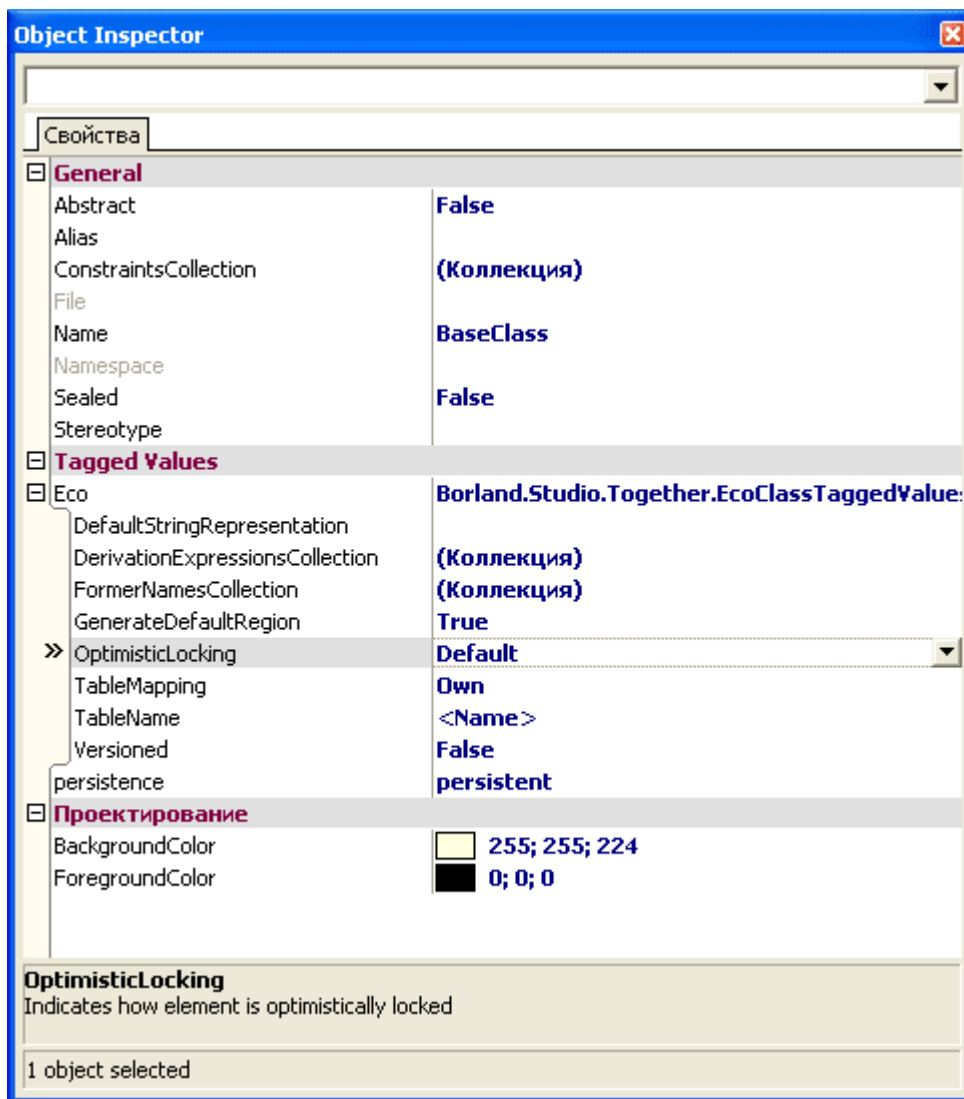 Object Inspector
Свойства
General
Abstract False
Alias
ConstraintsCollection (Коллекция)
File
Name BaseClass
Namespace
Sealed False
Stereotype
Tagged Values
Eco Borland.Studio.Together.EcoClassTaggedValue
DefaultStringRepresentation
DerivationExpressionsCollection (Коллекция)
FormerNamesCollection (Коллекция)
GenerateDefaultRegion True
» OptimisticLocking Default
TableMapping Own
TableName <Name>
Versioned False
persistence persistent
Проектирование
BackgroundColor 255; 255; 224
ForegroundColor 0; 0; 0
OptimisticLocking
Indicates how element is optimistically locked
1 object selected